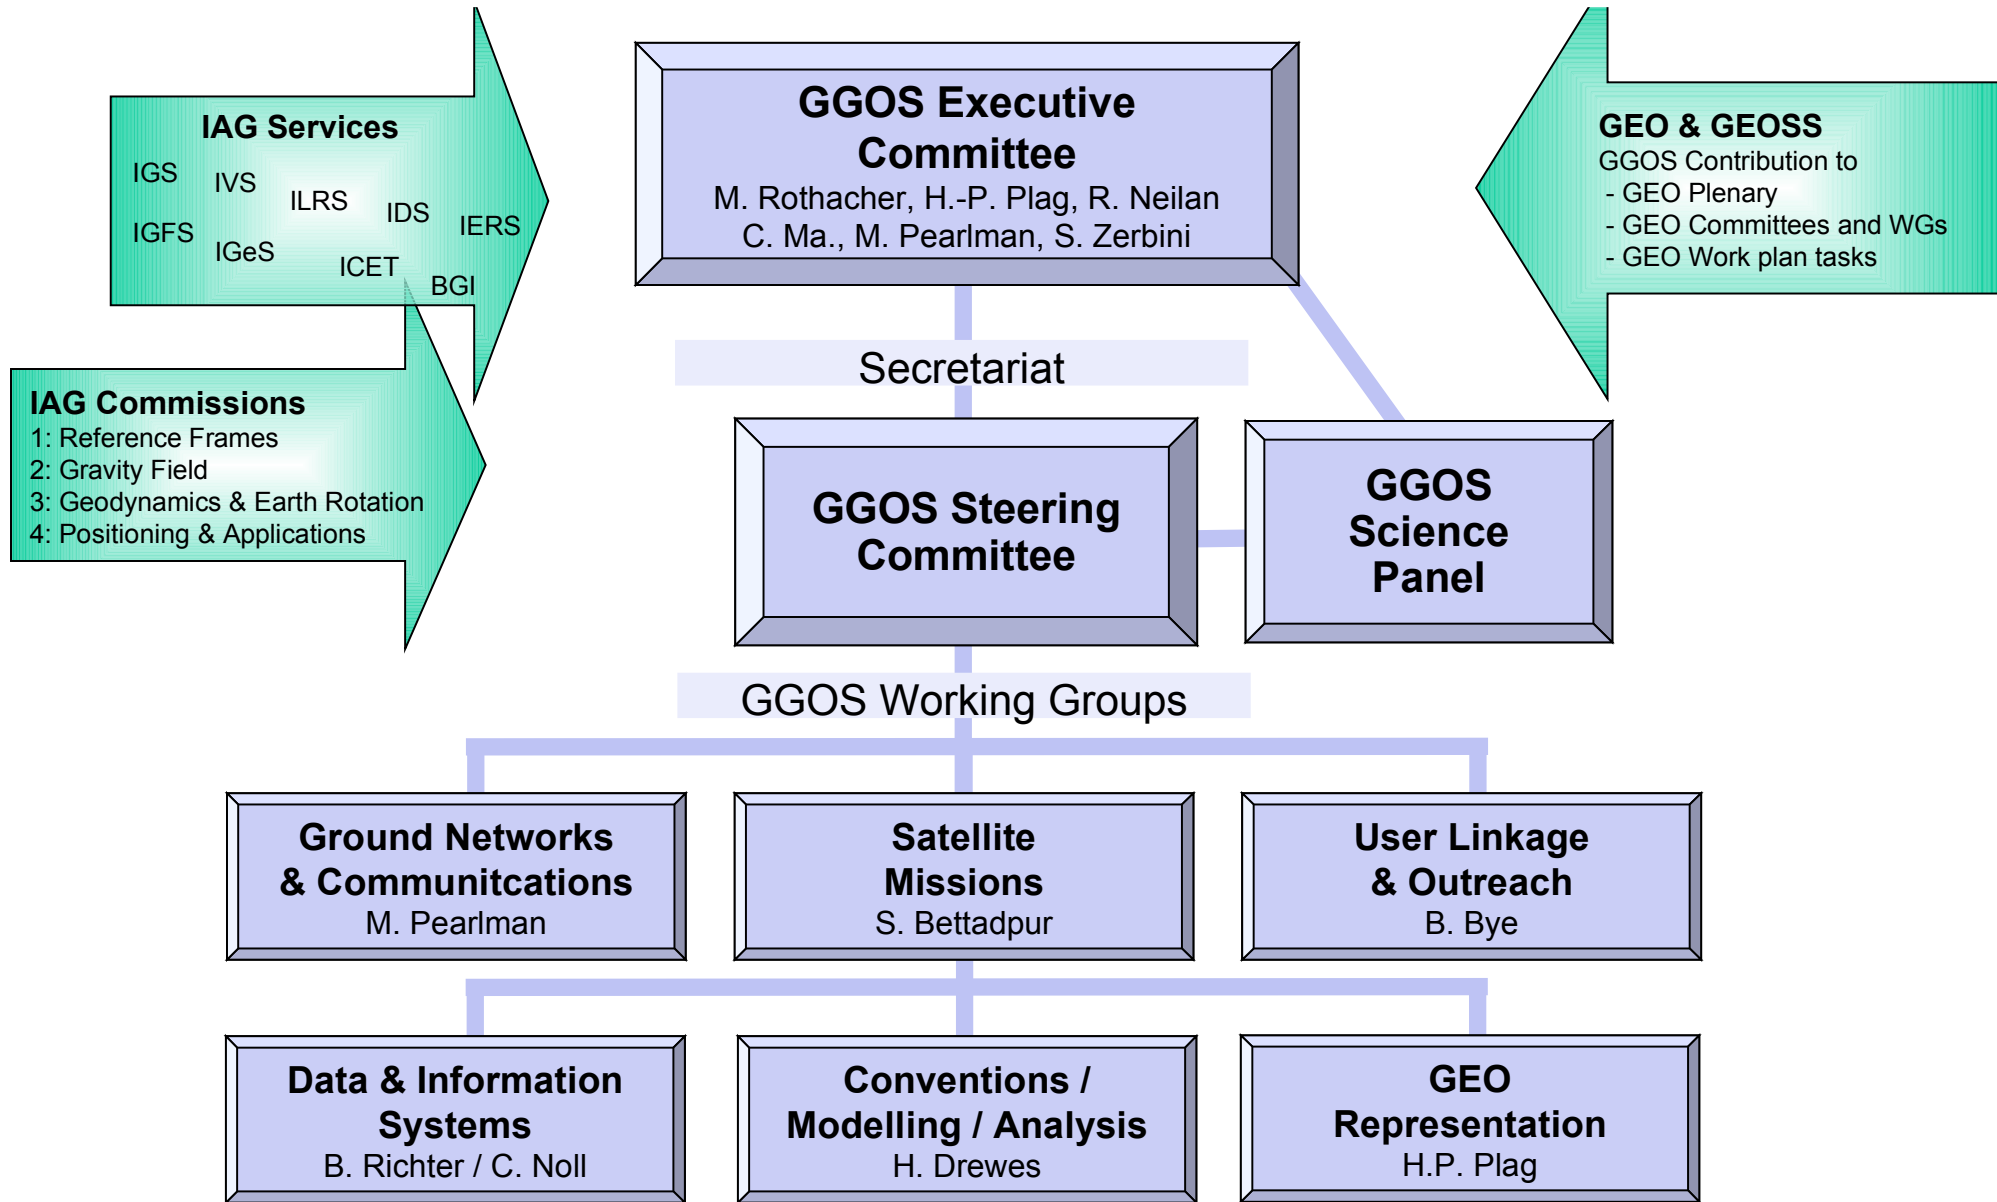 GGOS Executive
Committee
M. Rothacher, H.-P. Plag, R. Neilan
C. Ma., M. Pearlman, S. Zerbini
IAG Services
IGS
IVS
ILRS
IDS
IERS
IGFS
IGeS
ICET
BGI
GEO & GEOSS
GGOS Contribution to
- GEO Plenary
- GEO Committees and WGs
- GEO Work plan tasks
Secretariat
IAG Commissions
1: Reference Frames
2: Gravity Field
3: Geodynamics & Earth Rotation
4: Positioning & Applications
GGOS Steering
Committee
GGOS
Science
Panel
GGOS Working Groups
Ground Networks
& Communitcations
M. Pearlman
Satellite
Missions
S. Bettadpur
User Linkage
& Outreach
B. Bye
Data & Information
Systems
B. Richter / C. Noll
Conventions /
Modelling / Analysis
H. Drewes
GEO
Representation
H.P. Plag